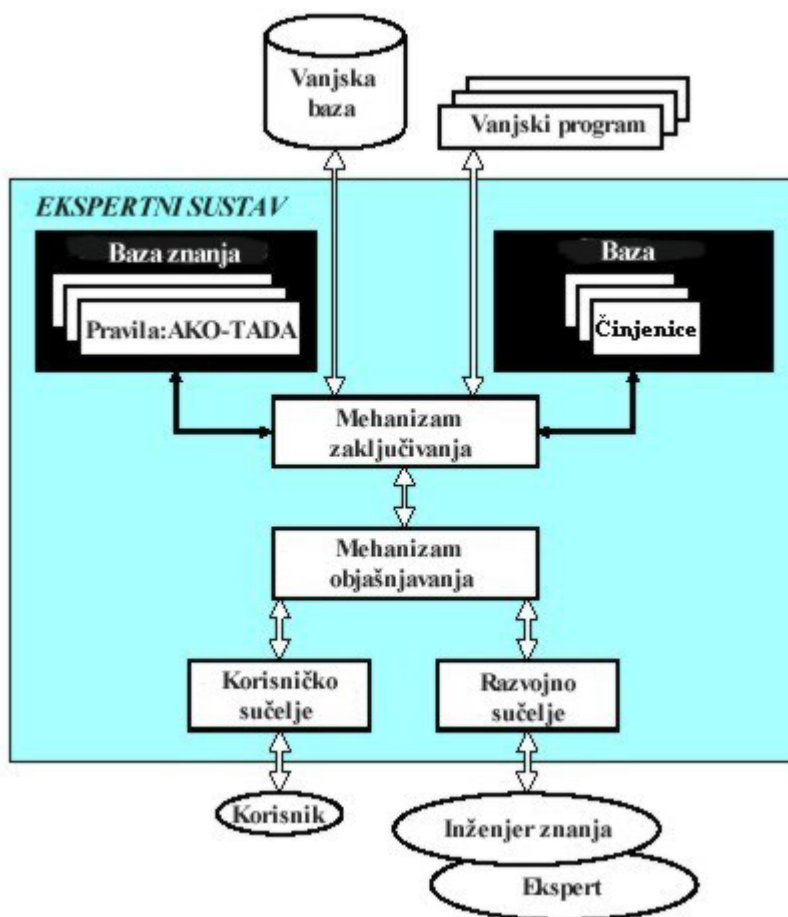 Vanjska
baza
Vanjski program
EKSPERTNI SUSTAV
Baza znanja
Pravila:AKO-TADA
Baza
Činjenice
Mehanizam
zaključivanja
Mehanizam
objašnjavanja
Korisničko
sučelje
Razvojno
sučelje
Korisnik
Inženjer znanja
Ekspert